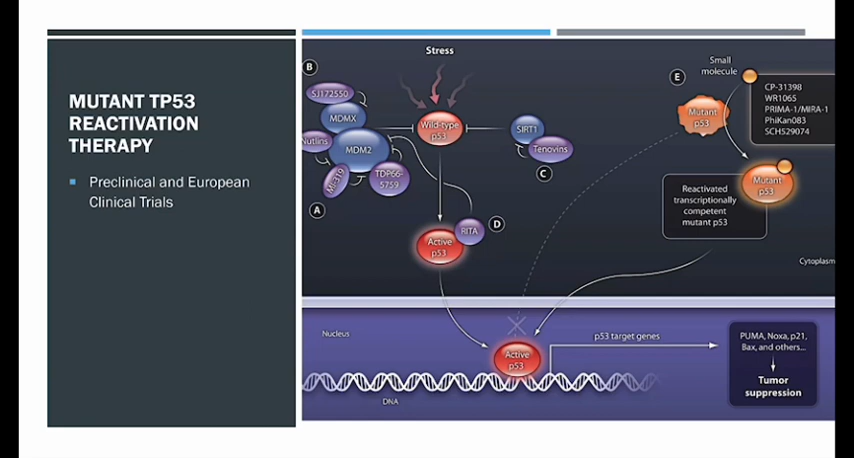 MUTANT TP53
REACTIVATION
THERAPY
Preclinical and European
Clinical Trials
Stress
B
SJ172550
MDMX
Nutlins
MDM2
MI-319
TDP66-
5759
A
Wild-type
p53
SIRT1
Tenovins
C
Active
p53
RITA
D
E
Small
molecule
Mutant
p53
CP-31398
WR1065
PRIMA-1/MIRA-1
PhiKan083
SCH529074
Mutant
p53
Reactivated
transcriptionally
competent
mutant p53
Cytoplasm
Nucleus
Active
p53
p53 target genes
DNA
PUMA, Noxa, p21,
Bax, and others...
Tumor
suppression